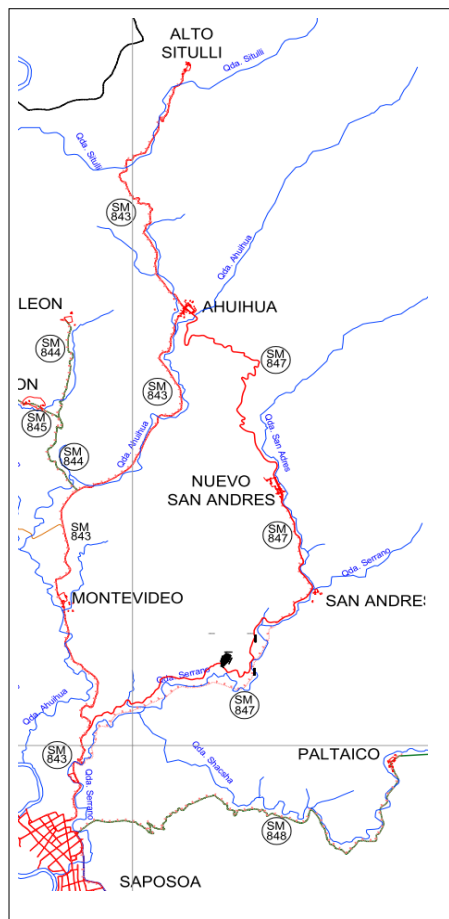 ALTO
SITULLI
Qda. Situlli
Qda. Situlli
SM
843
Qda. Ahuihua
LEON
AHUIHUA
SM
844
SM
847
ON
SM
843
SM
845
Qda. San Adres
SM
844
Qda. Ahuihua
NUEVO
SAN ANDRES
SM
843
SM
847
Qda. Serrano
MONTEVIDEO
SAN ANDRES
Qda. Serrano
Qda. Ahuihua
SM
847
SM
843
Qda. Shacsha
PALTAICO
Qda. Serrano
SM
848
SAPOSOA